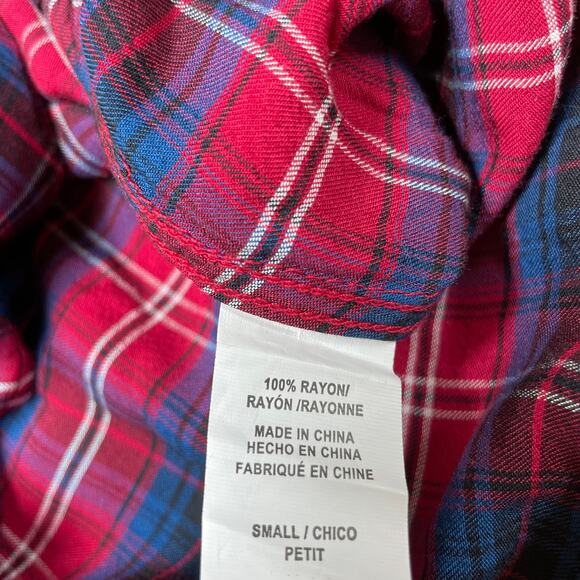 100% RAYON/
RAYÓN /RAYONNE
MADE IN CHINA
HECHO EN CHINA
FABRIQUÉ EN CHINE
SMALL / CHICO
PETIT